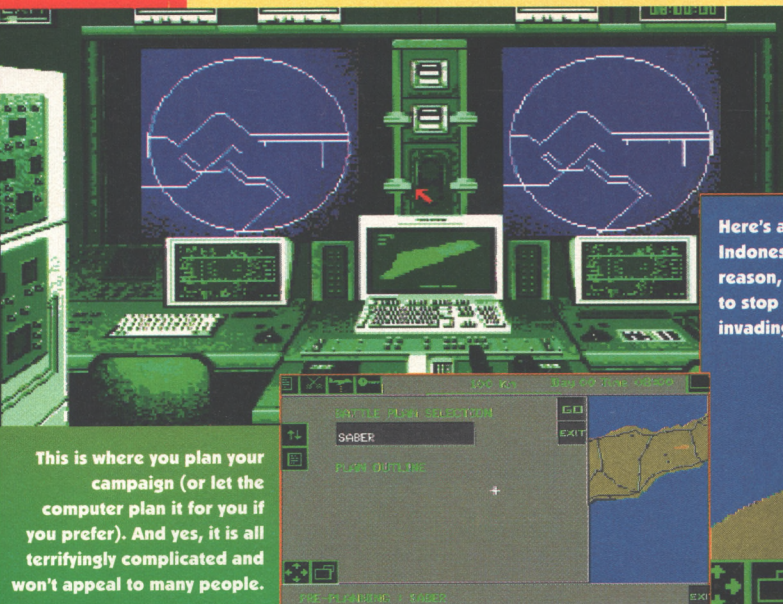 EXIT
08:00:00
Here's a
Indones
reason,
to stop
invading
This is where you plan your
campaign (or let the
computer plan it for you if
you prefer). And yes, it is all
terrifyingly complicated and
won't appeal to many people.
BATTLE PLAN SELECTION
GO
SABER
EXIT
PLAN OUTLINE
PRE-PLANNING : SABER
EXI